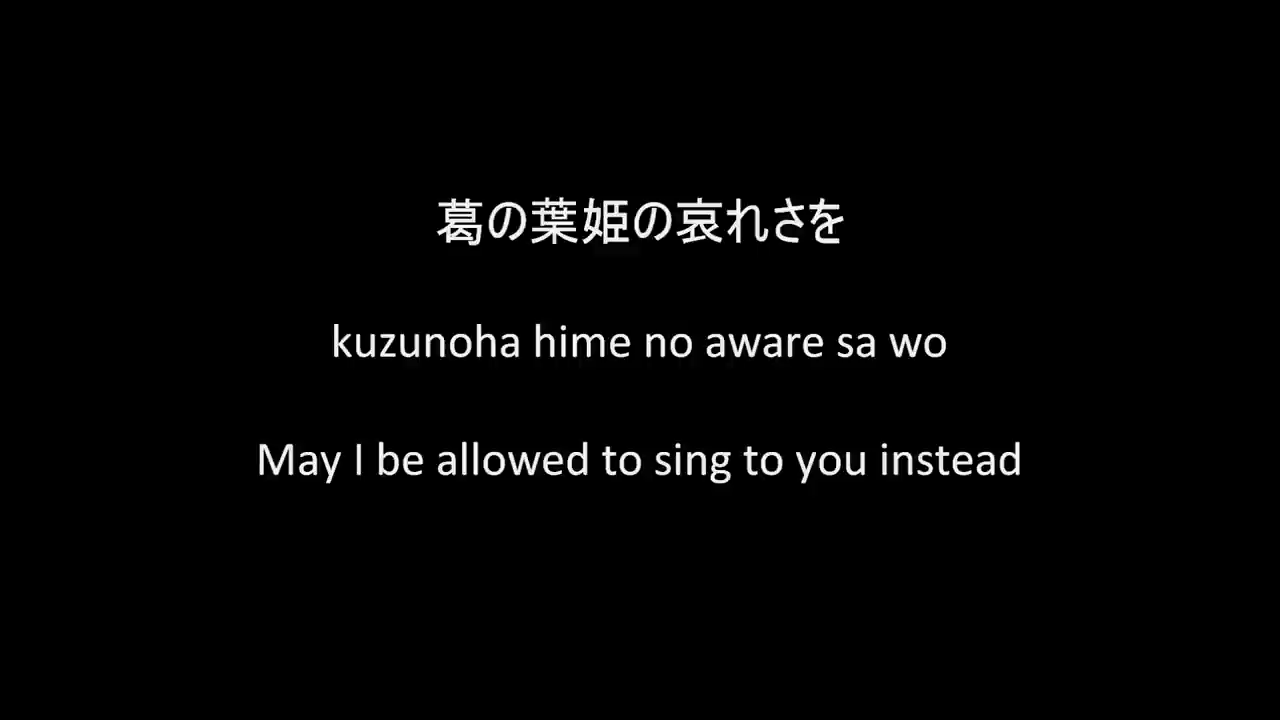 葛の葉姫の哀れさを
kuzunoha hime no aware sa wo
May I be allowed to sing to you instead